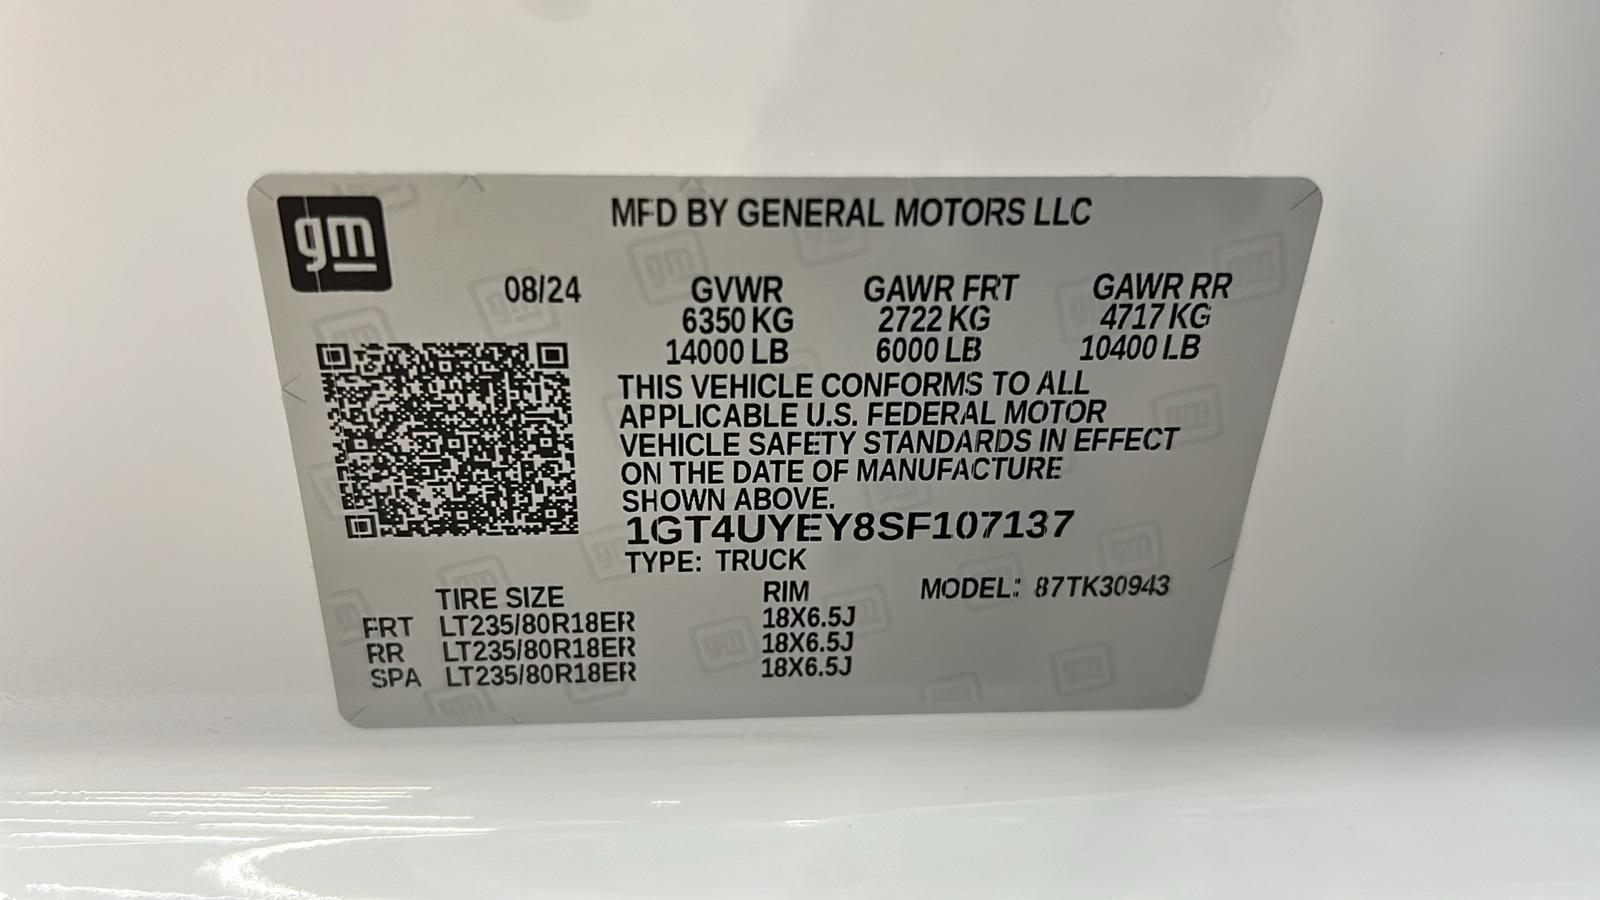 gm
MFD BY GENERAL MOTORS LLC
08/24 GVWR GAWR FRT GAWR RR
6350 KG 2722 KG 4717 KG
14000 LB 6000 LB 10400 LB
THIS VEHICLE CONFORMS TO ALL
APPLICABLE U.S. FEDERAL MOTOR
VEHICLE SAFETY STANDARDS IN EFFECT
ON THE DATE OF MANUFACTURE
SHOWN ABOVE.
1GT4UYEY8SF107137
TYPE: TRUCK
TIRE SIZE RIM MODEL: 87TK30943
FRT LT235/80R18ER 18X6.5J
RR LT235/80R18ER 18X6.5J
SPA LT235/80R18ER 18X6.5J